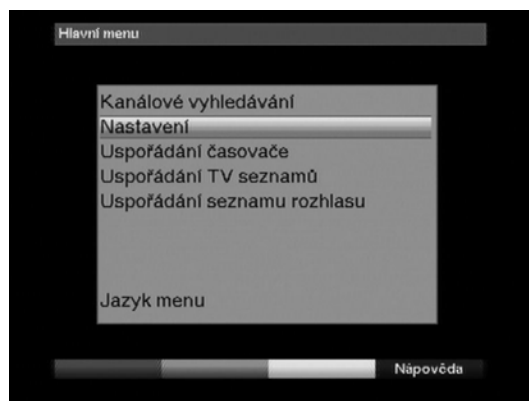 Hlavní menu
Kanálové vyhledávání
Nastavení
Uspořádání časovače
Uspořádání TV seznamů
Uspořádání seznamu rozhlasu
Jazyk menu
Nápověda